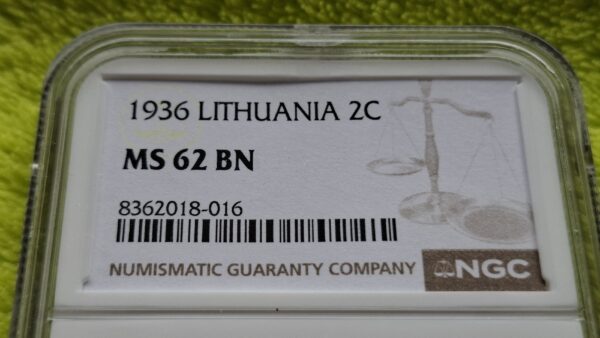 1936 LITHUANIA 2C
MS 62 BN
8362018-016
NUMISMATIC GUARANTY COMPANY NGC